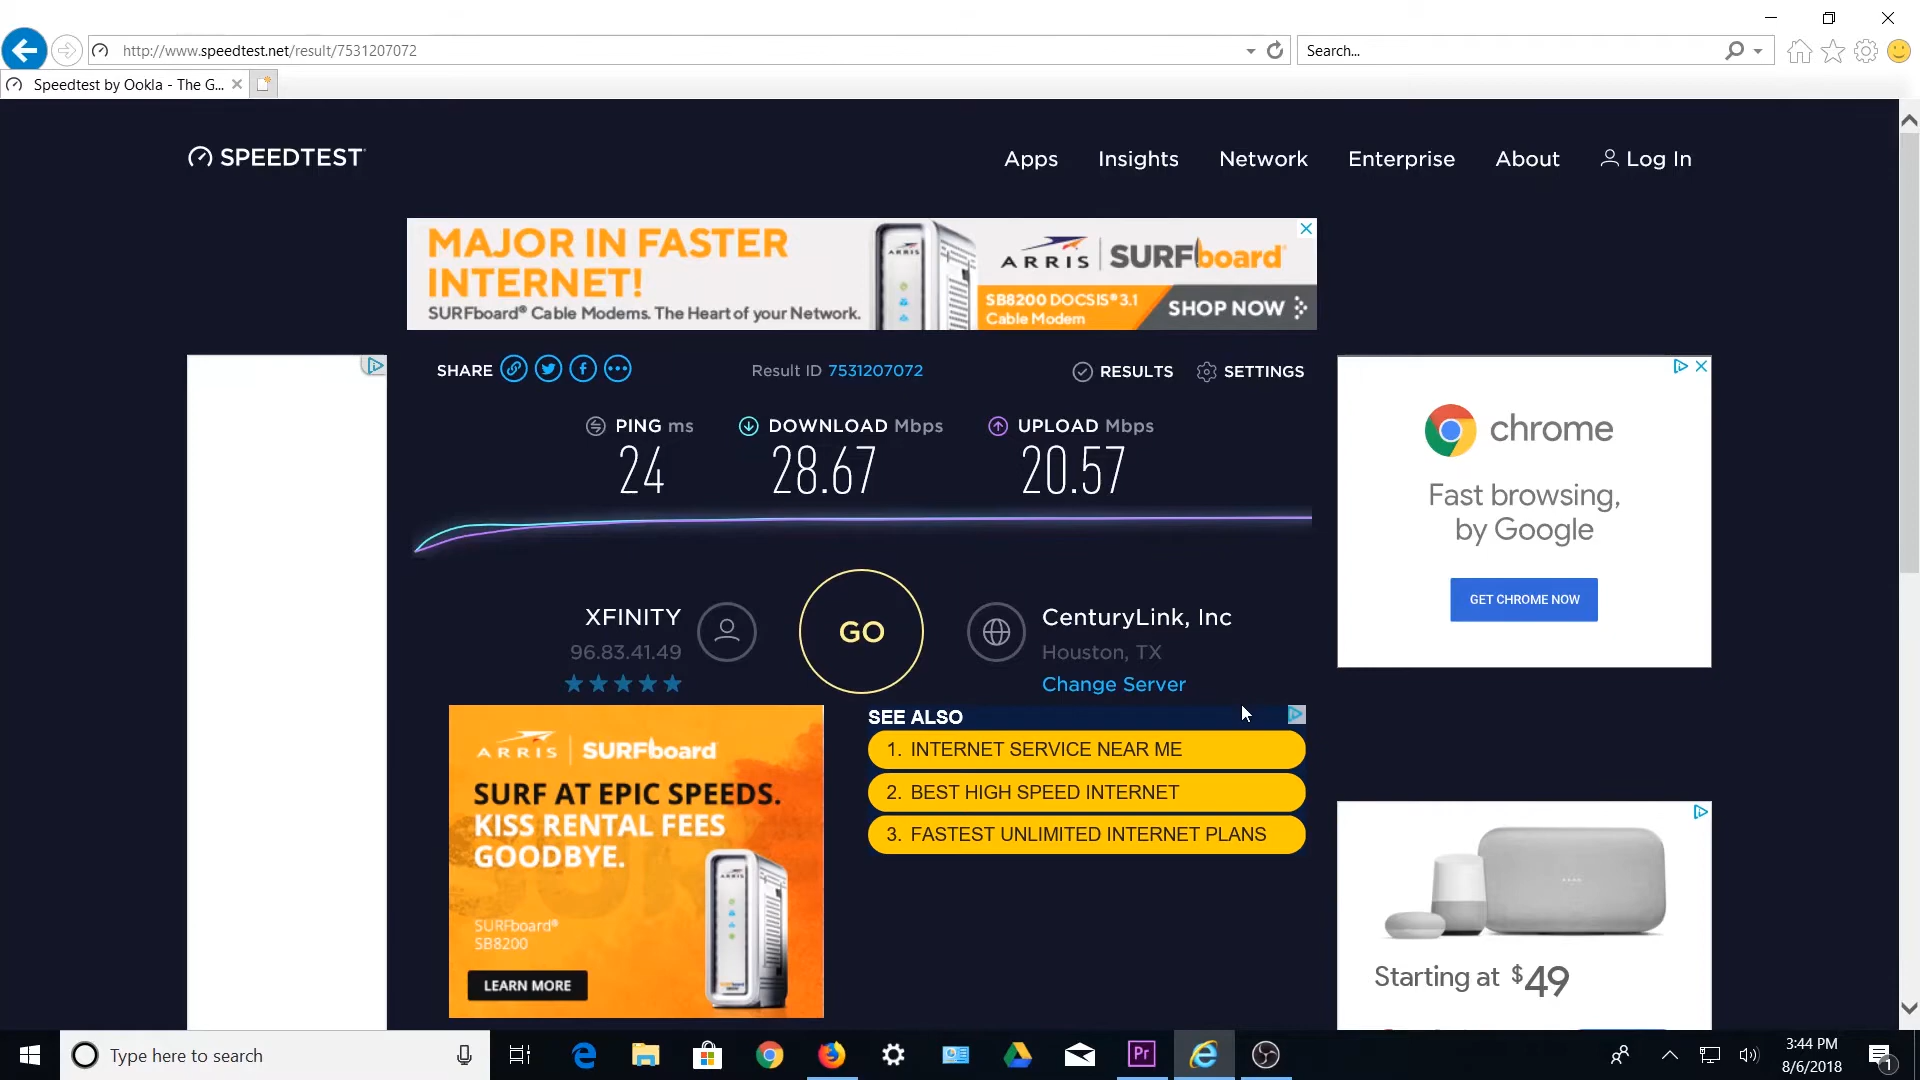 http://www.speedtest.net/result/7531207072
Search...
Speedtest by Ookla - The G...
SPEEDTEST
Apps
Insights
Network
Enterprise
About
Log In
MAJOR IN FASTER
INTERNET!
SURFboard® Cable Modems. The Heart of your Network.
ARRIS
ARRIS SURFboard®
SB8200 DOCSIS® 3.1
Cable Modem
SHOP NOW
SHARE
Result ID 7531207072
RESULTS
SETTINGS
PING ms
DOWNLOAD Mbps
UPLOAD Mbps
24
28.67
20.57
XFINITY
96.83.41.49
GO
CenturyLink, Inc
Houston, TX
Change Server
chrome
Fast browsing,
by Google
GET CHROME NOW
ARRIS SURFboard®
SURF AT EPIC SPEEDS.
KISS RENTAL FEES
GOODBYE.
ARRIS
SURFboard®
SB8200
LEARN MORE
SEE ALSO
1. INTERNET SERVICE NEAR ME
2. BEST HIGH SPEED INTERNET
3. FASTEST UNLIMITED INTERNET PLANS
Starting at $49
Type here to search
Pr
3:44 PM
8/6/2018
1